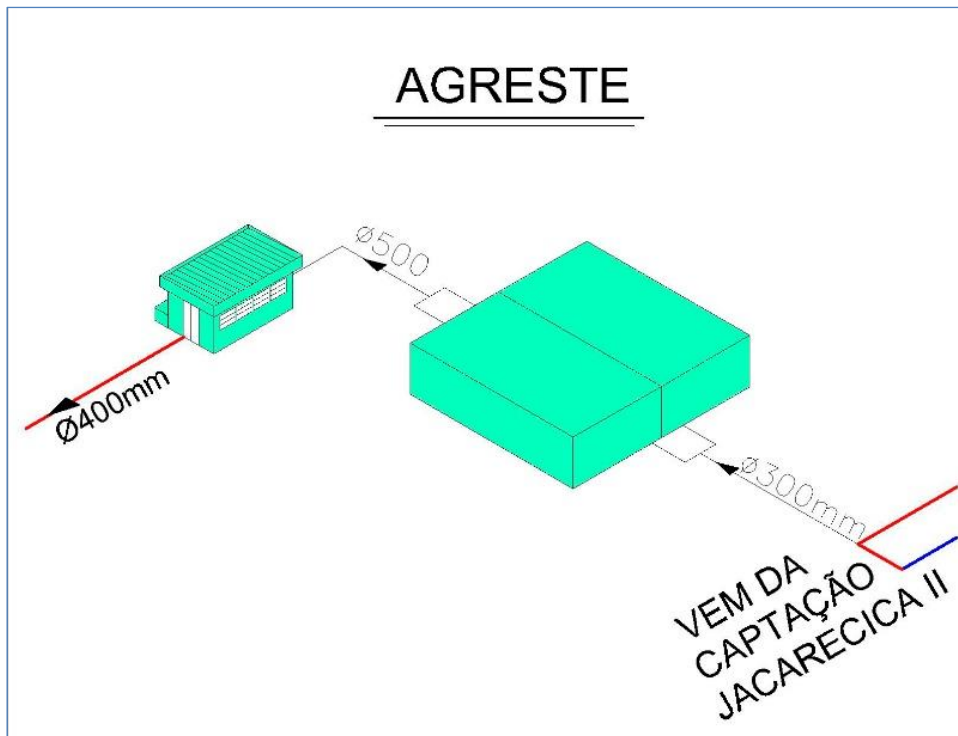 AGRESTE
ø500
Ø400mm
ø300mm
VEM DA
CAPTAÇÃO
JACARECICA II